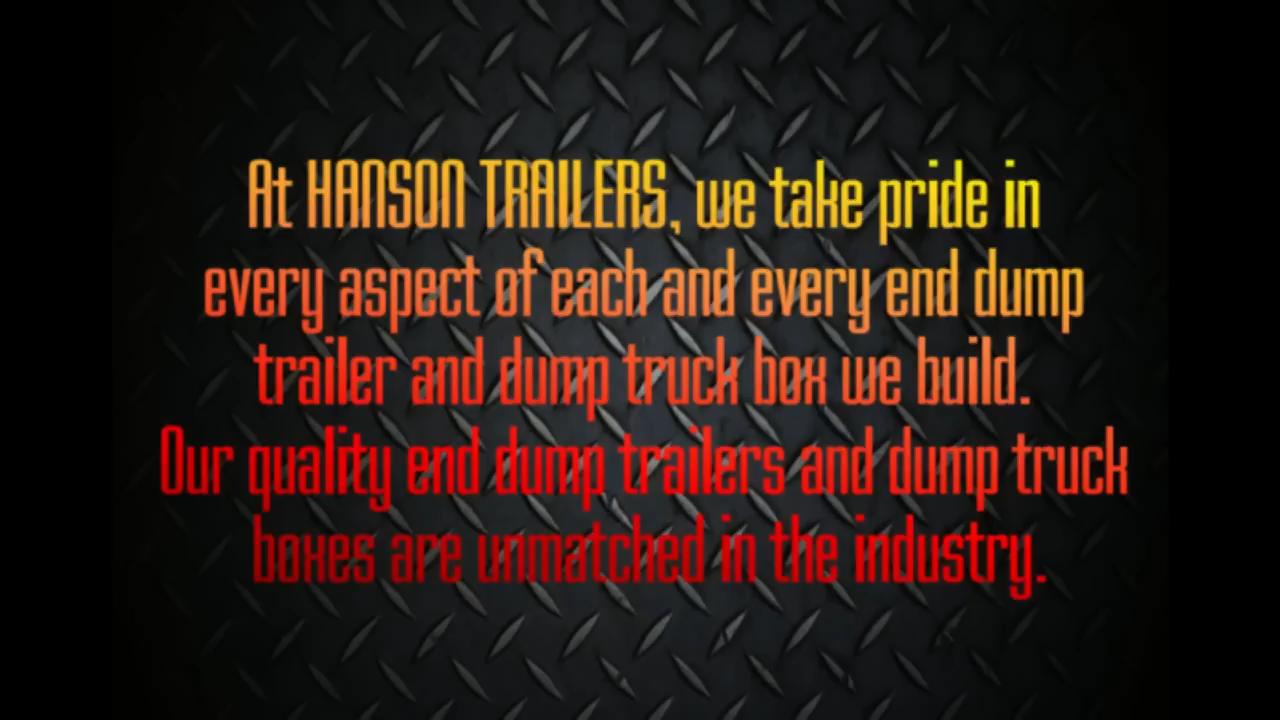 At HANSON TRAILERS, we take pride in
every aspect of each and every end dump
trailer and dump truck box we build.
Our quality end dump trailers and dump truck
boxes are unmatched in the industry.